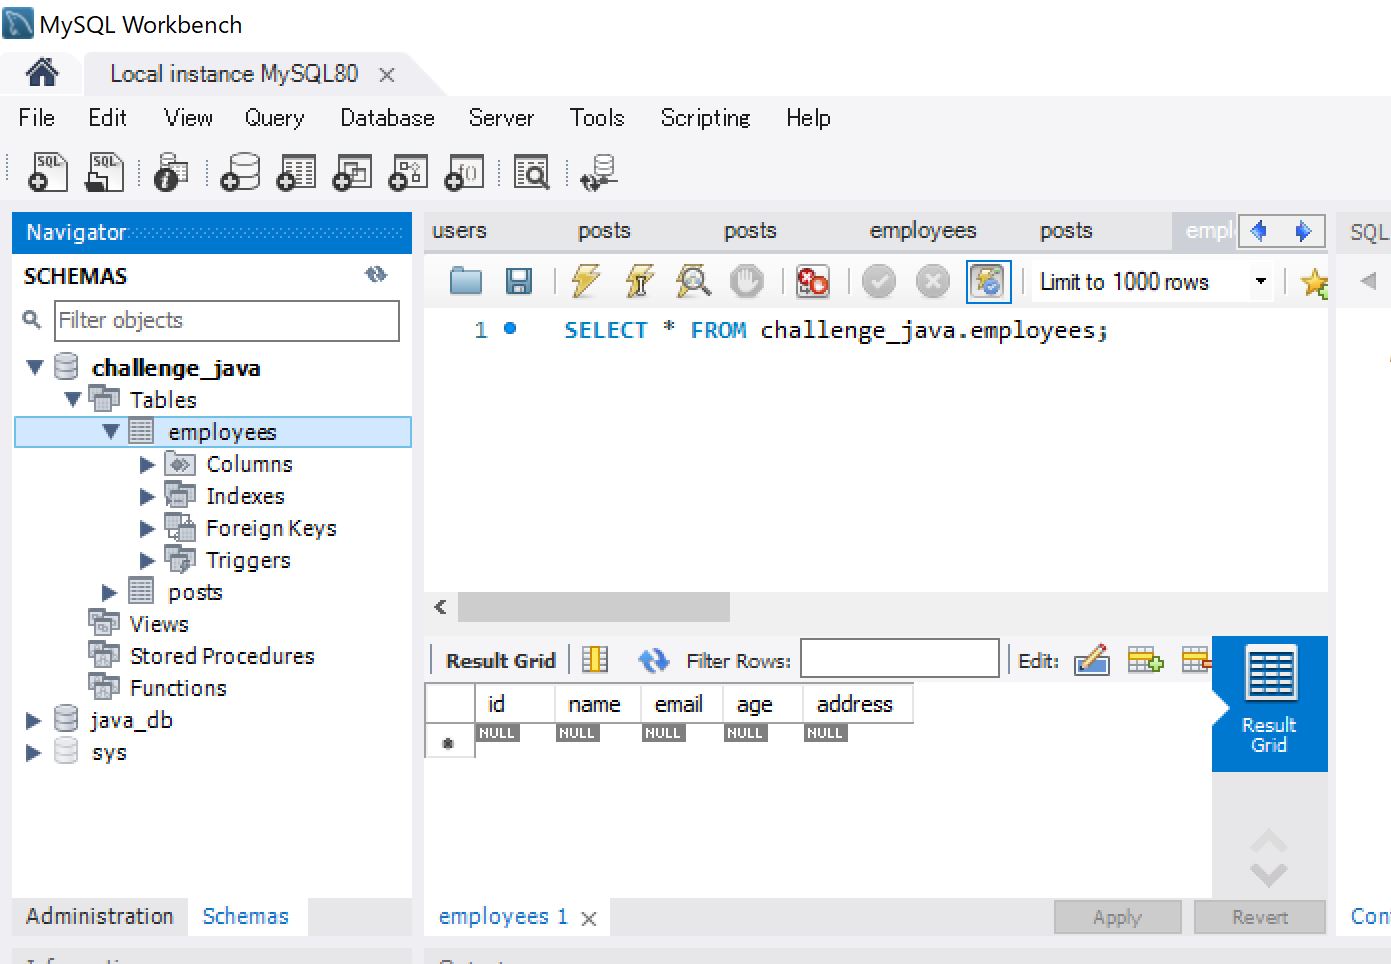 MySQL Workbench
Local instance MySQL80
File Edit View Query Database Server Tools Scripting Help
Navigator
SCHEMAS
Filter objects
challenge_java
Tables
employees
Columns
Indexes
Foreign Keys
Triggers
posts
Views
Stored Procedures
Functions
java_db
sys
Administration Schemas
users posts posts employees posts empl
SQL
Limit to 1000 rows
1 SELECT * FROM challenge_java.employees;
Result Grid Filter Rows: Edit:
id name email age address
NULL NULL NULL NULL NULL
Result
Grid
employees 1
Apply Revert